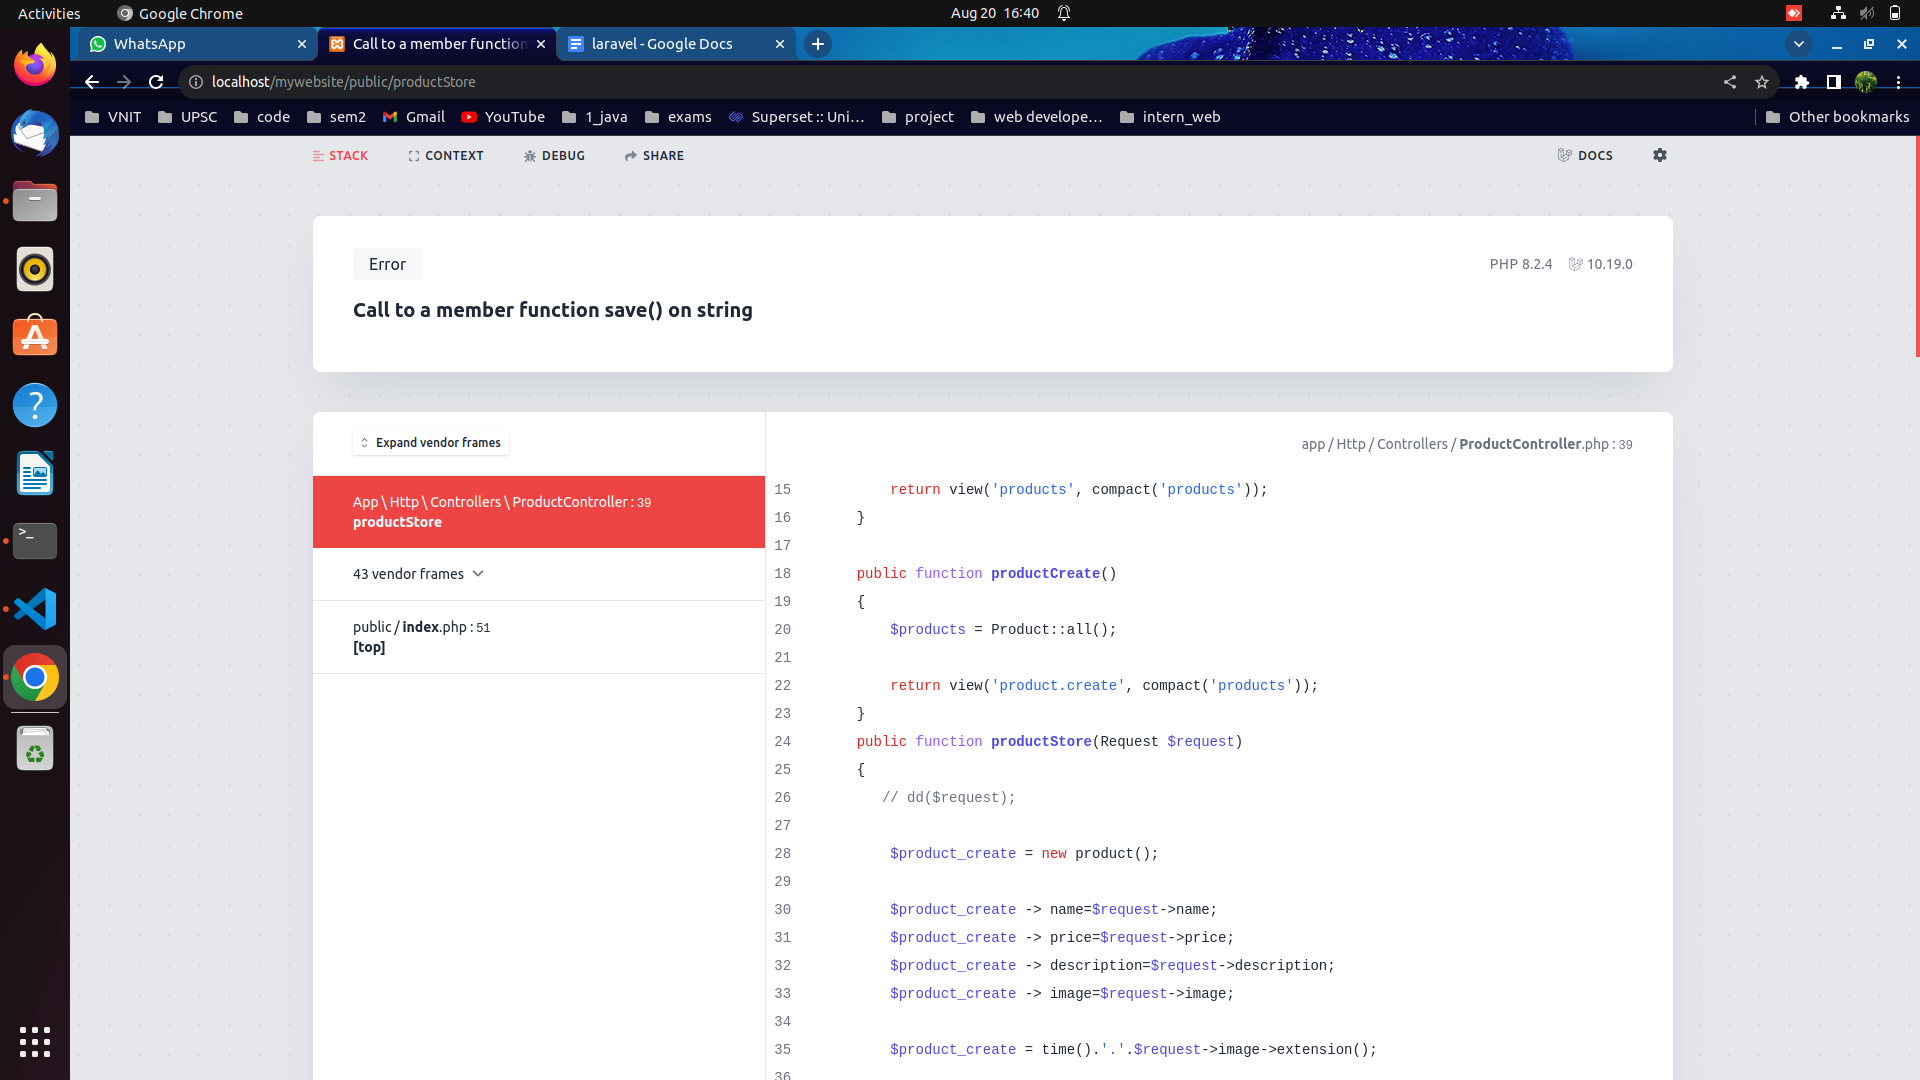 Activities
Google Chrome
Aug 20 16:40
WhatsApp
Call to a member function
laravel - Google Docs
localhost/mywebsite/public/productStore
VNIT
UPSC
code
sem2
Gmail
YouTube
1_java
exams
Superset :: Uni...
project
web develope...
intern_web
Other bookmarks
STACK
CONTEXT
DEBUG
SHARE
DOCS
Error
PHP 8.2.4
10.19.0
Call to a member function save() on string
Expand vendor frames
app / Http / Controllers / ProductController.php : 39
App \ Http \ Controllers \ ProductController : 39
productStore
43 vendor frames
public / index.php : 51
[top]
15 return view('products', compact('products'));
16 }
17
18 public function productCreate()
19 {
20 $products = Product::all();
21
22 return view('product.create', compact('products'));
23 }
24 public function productStore(Request $request)
25 {
26 // dd($request);
27
28 $product_create = new product();
29
30 $product_create -> name=$request->name;
31 $product_create -> price=$request->price;
32 $product_create -> description=$request->description;
33 $product_create -> image=$request->image;
34
35 $product_create = time().'.'.$request->image->extension();
36